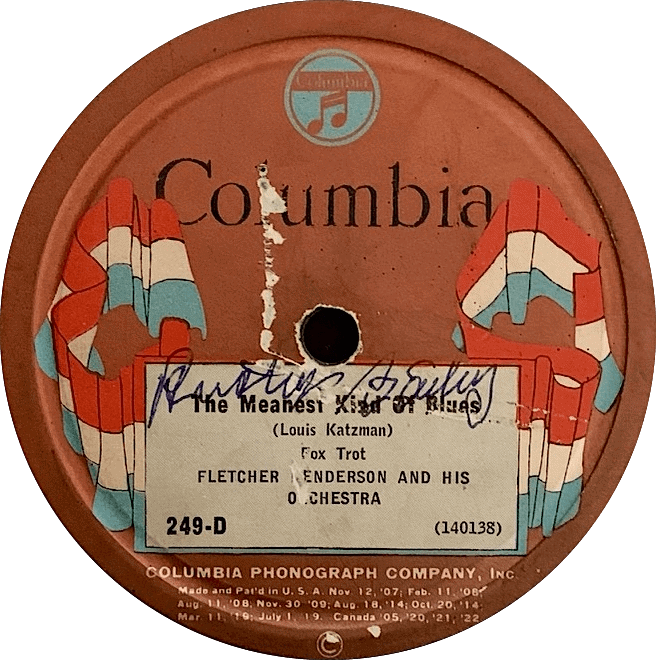 Columbia
Columbia
The Meanest Kind Of Blues
(Louis Katzman)
Fox Trot
FLETCHER HENDERSON AND HIS
ORCHESTRA
249-D (140138)
COLUMBIA PHONOGRAPH COMPANY, Inc.
Made and Pat'd in U.S.A. Nov. 12, '07; Feb. 11, '08;
Aug. 11, '08, Nov. 30 '09; Aug. 18, '14; Oct. 20, '14
Mar. 11, '19; July 1, '19. Canada '05, '20, '21, '22
C